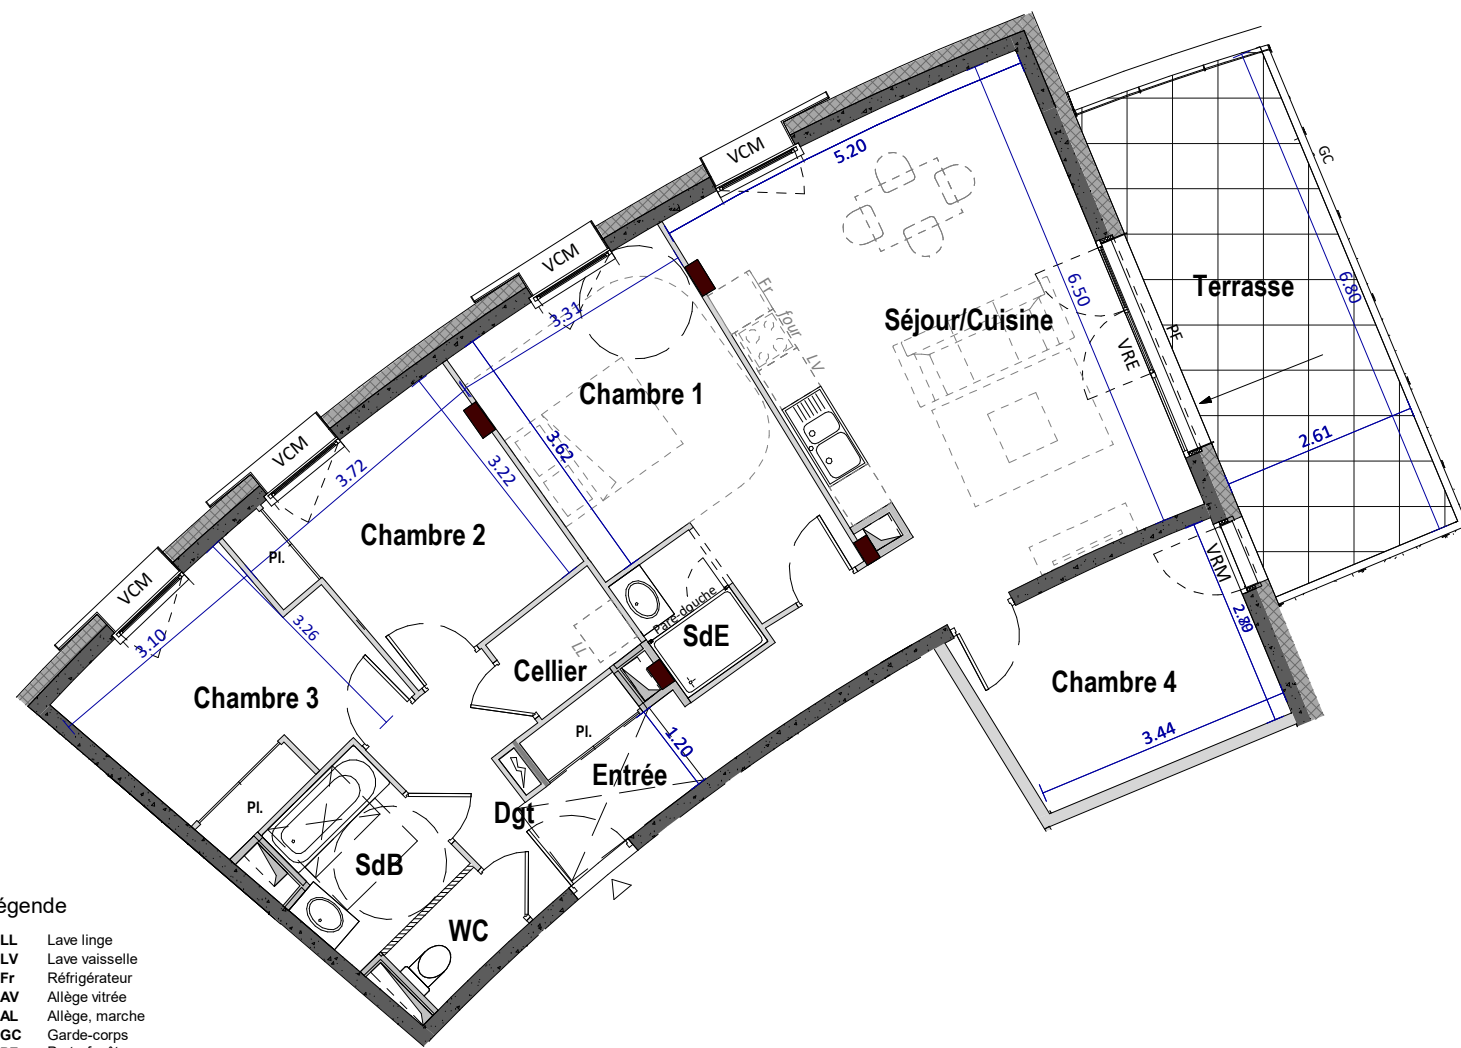 VCM
5.20
GC
VCM
Fr
four
LV
3.31
Séjour/Cuisine
6.50
Terrasse
6.80
PF
VRE
Chambre 1
3.62
2.61
VCM
3.72
3.22
Chambre 2
Pl.
VCM
3.10
3.26
Pare-douche
SdE
VRM
Chambre 3
Cellier
LL
Chambre 4
3.44
Pl.
1.20
Entrée
Pl.
Dgt
SdB
WC
égende
LL Lave linge
LV Lave vaisselle
Fr Réfrigérateur
AV Allège vitrée
AL Allège, marche
GC Garde-corps